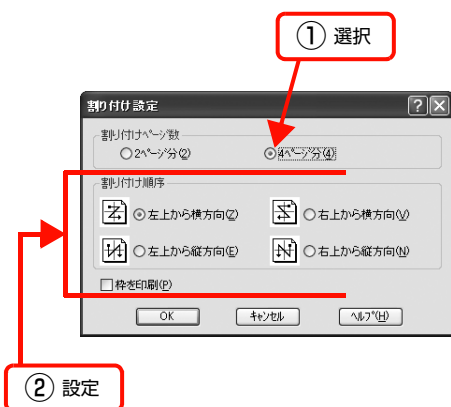 ① 選択
割り付け設定
割り付けページ数
2ページ分(2)
4ページ分(4)
割り付け順序
左上から横方向(Z)
右上から横方向(V)
左上から縦方向(E)
右上から縦方向(N)
枠を印刷(P)
OK
キャンセル
ヘルプ(H)
② 設定